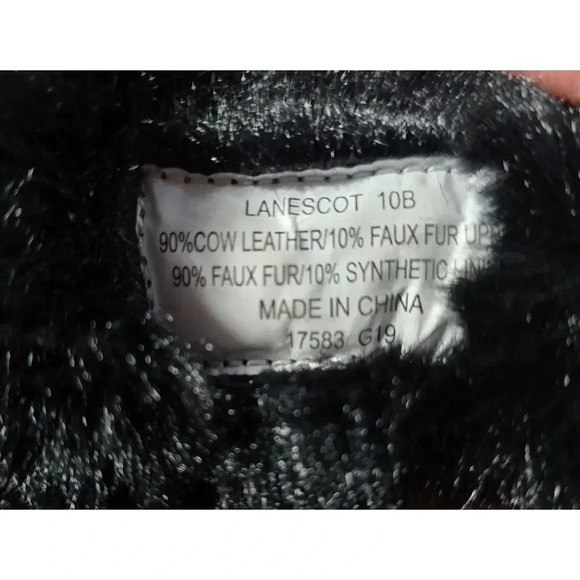 LANESCOT 10B
90%COW LEATHER/10% FAUX FUR
90% FAUX FUR/10% SYNTHETIC
MADE IN CHINA
17583 G19